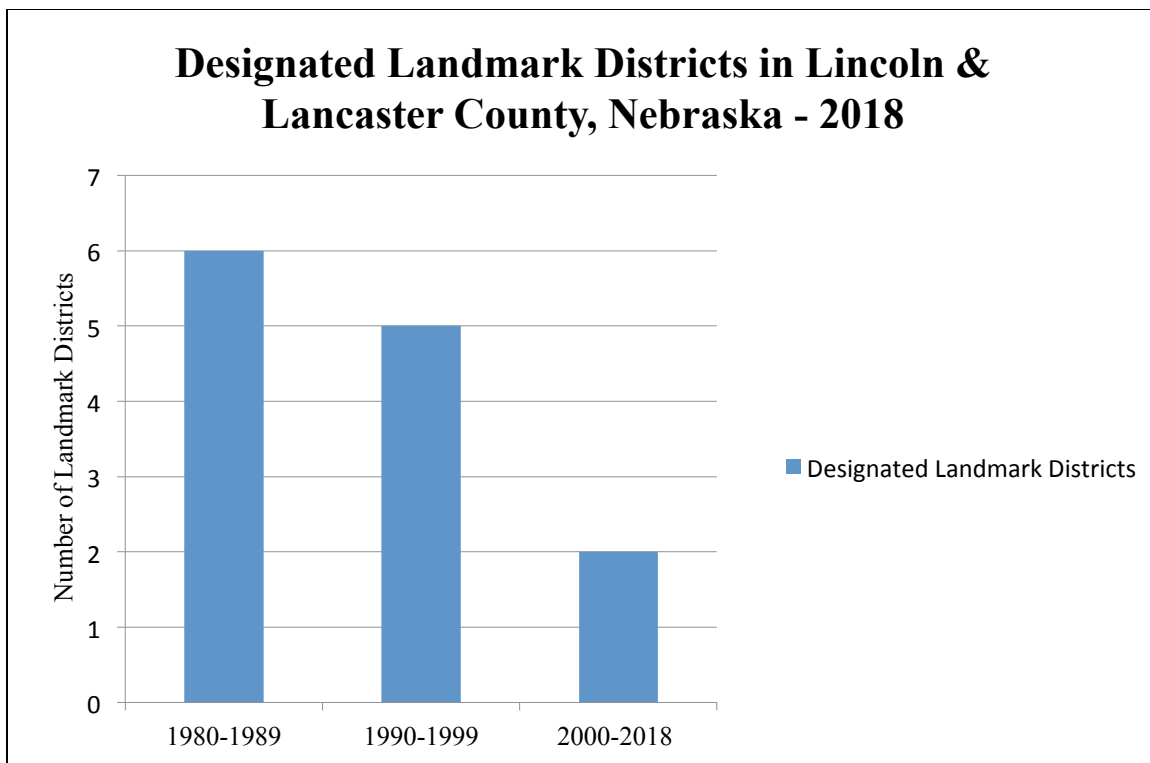 Designated Landmark Districts in Lincoln &
Lancaster County, Nebraska - 2018
Number of Landmark Districts
7
6
5
4
3
2
1
0
1980-1989 1990-1999 2000-2018
Designated Landmark Districts